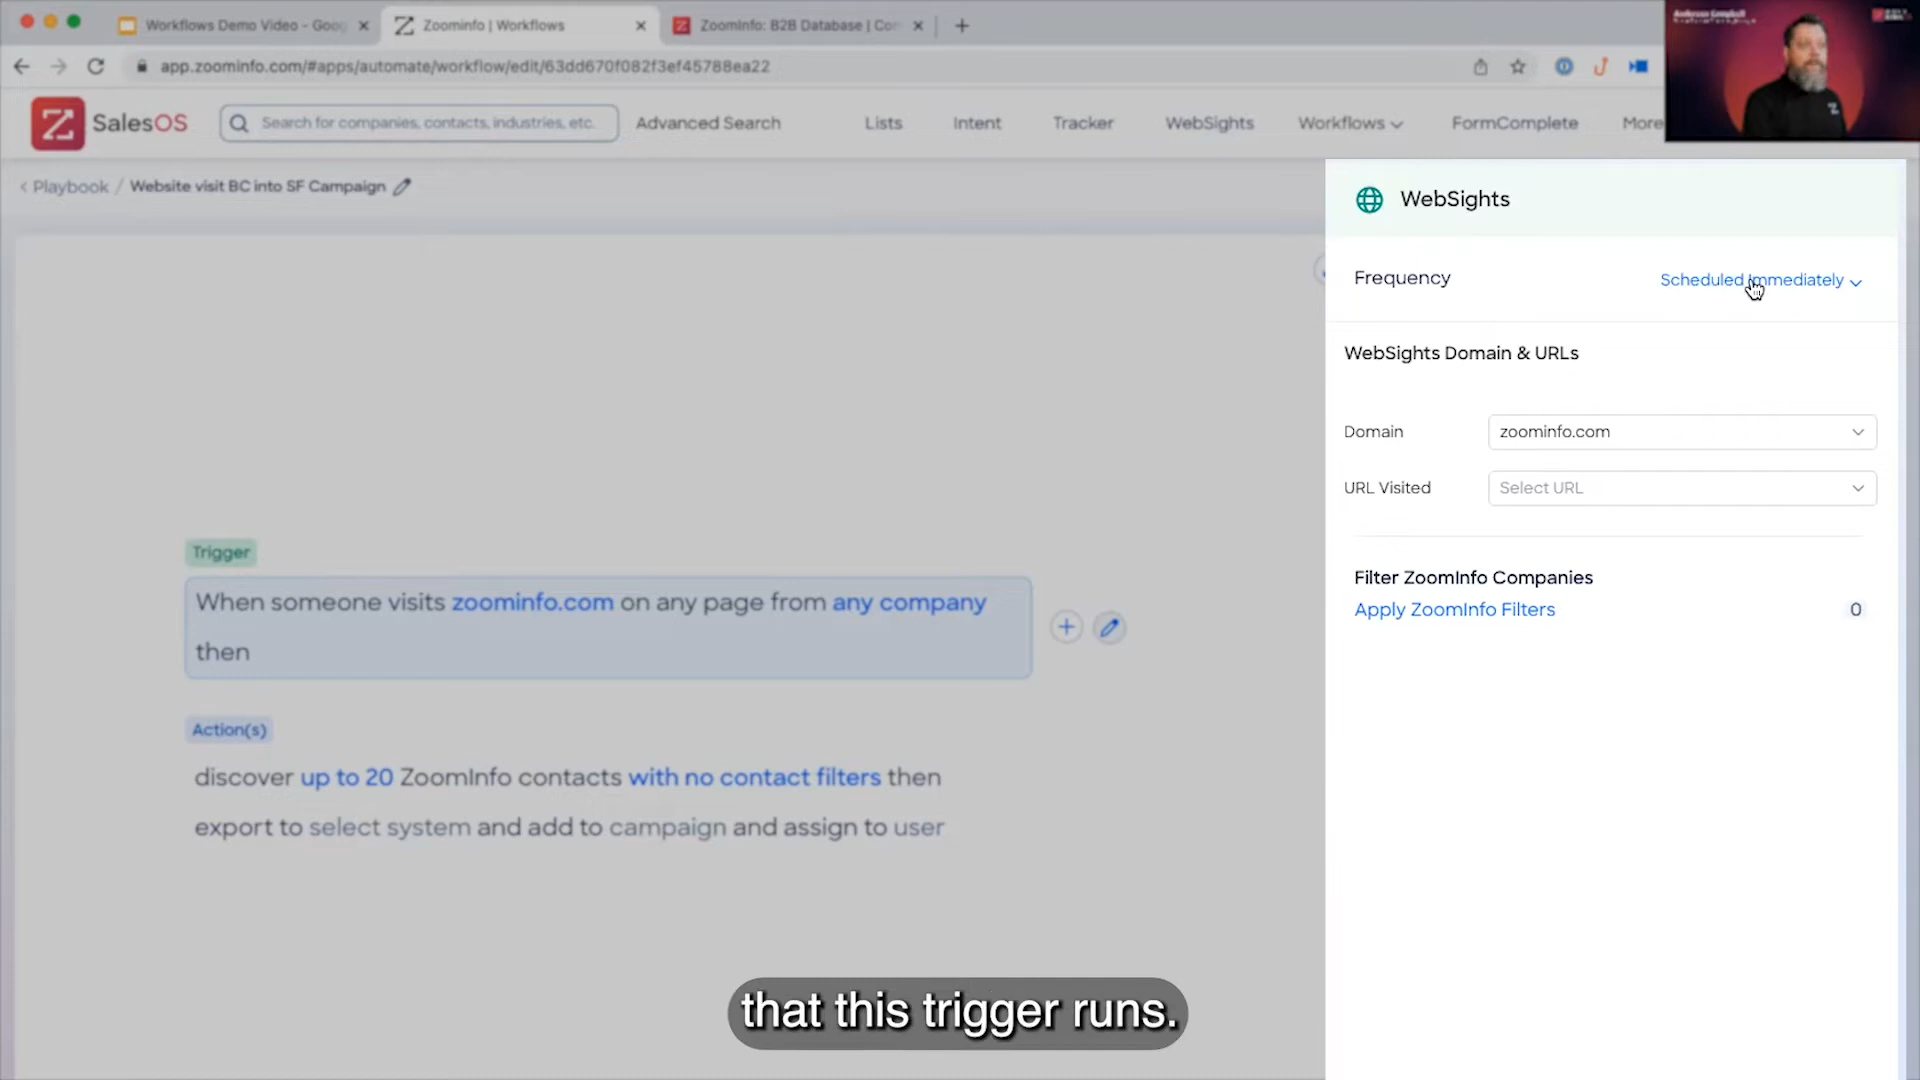 Workflows Demo Video - Goog
ZoomInfo | Workflows
ZoomInfo: B2B Database | Con
app.zoominfo.com/#apps/automate/workflow/edit/63dd670f082f3ef45788ea22
Anderson Campbell
SalesOS
Search for companies, contacts, industries, etc.
Advanced Search
Lists
Intent
Tracker
WebSights
Workflows
FormComplete
More
Playbook / Website visit BC into SF Campaign
WebSights
Frequency
Scheduled Immediately
WebSights Domain & URLs
Domain
zoominfo.com
URL Visited
Select URL
Filter ZoomInfo Companies
Apply ZoomInfo Filters
0
Trigger
When someone visits zoominfo.com on any page from any company
then
Action(s)
discover up to 20 ZoomInfo contacts with no contact filters then
export to select system and add to campaign and assign to user
that this trigger runs.